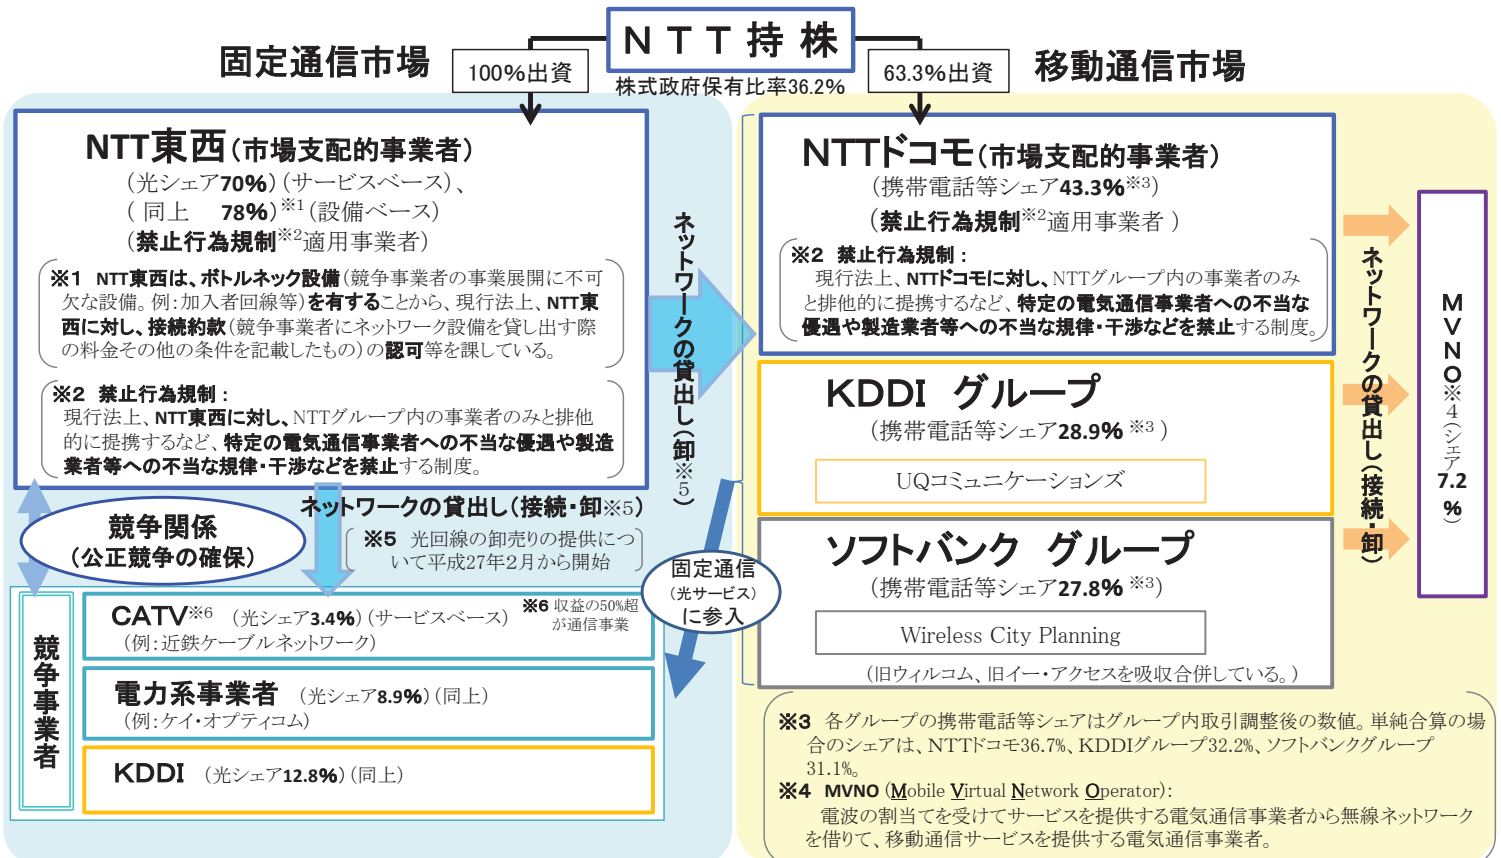 NTT持株
株式政府保有比率36.2%
固定通信市場
100%出資
63.3%出資
移動通信市場
NTT東西(市場支配的事業者)
(光シェア70%)(サービスベース)、
(同上 78%)※1(設備ベース)
(禁止行為規制※2適用事業者)
※1 NTT東西は、ボトルネック設備(競争事業者の事業展開に不可
欠な設備。例:加入者回線等)を有することから、現行法上、NTT東
西に対し、接続約款(競争事業者にネットワーク設備を貸し出す際
の料金その他の条件を記載したもの)の認可等を課している。
※2 禁止行為規制:
現行法上、NTT東西に対し、NTTグループ内の事業者のみと排他
的に提携するなど、特定の電気通信事業者への不当な優遇や製造
業者等への不当な規律・干渉などを禁止する制度。
競争関係
(公正競争の確保)
ネットワークの貸出し(接続・卸※5)
※5 光回線の卸売りの提供につ
いて平成27年2月から開始
競争事業者
CATV※6 (光シェア3.4%)(サービスベース)
(例:近鉄ケーブルネットワーク)
※6 収益の50%超
が通信事業
電力系事業者 (光シェア8.9%)(同上)
(例:ケイ・オプティコム)
KDDI (光シェア12.8%)(同上)
ネットワークの貸出し(卸※5)
固定通信
(光サービス)
に参入
NTTドコモ(市場支配的事業者)
(携帯電話等シェア43.3%※3)
(禁止行為規制※2適用事業者)
※2 禁止行為規制:
現行法上、NTTドコモに対し、NTTグループ内の事業者のみ
と排他的に提携するなど、特定の電気通信事業者への不当な
優遇や製造業者等への不当な規律・干渉などを禁止する制度。
KDDI グループ
(携帯電話等シェア28.9%※3)
UQコミュニケーションズ
ソフトバンク グループ
(携帯電話等シェア27.8%※3)
Wireless City Planning
(旧ウィルコム、旧イー・アクセスを吸収合併している。)
ネットワークの貸出し(接続・卸)
MVNO※4(シェア7.2%)
※3 各グループの携帯電話等シェアはグループ内取引調整後の数値。単純合算の場
合のシェアは、NTTドコモ36.7%、KDDIグループ32.2%、ソフトバンクグループ
31.1%。
※4 MVNO (Mobile Virtual Network Operator):
電波の割当てを受けてサービスを提供する電気通信事業者から無線ネットワーク
を借りて、移動通信サービスを提供する電気通信事業者。